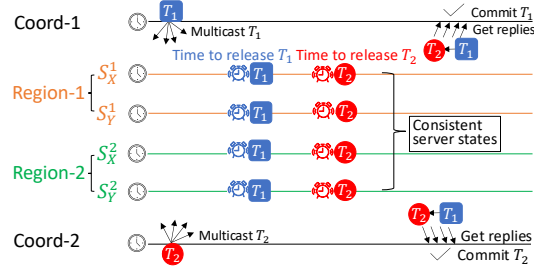 Coord-1
T₁
Multicast T₁
Commit T₁
Get replies
T₂ T₁
Time to release T₁ Time to release T₂
Region-1
S_X^1 T₁ T₂
S_Y^1 T₁ T₂
Consistent
server states
Region-2
S_X^2 T₁ T₂
S_Y^2 T₁ T₂
T₂ T₁
Coord-2
T₂
Multicast T₂
Get replies
Commit T₂